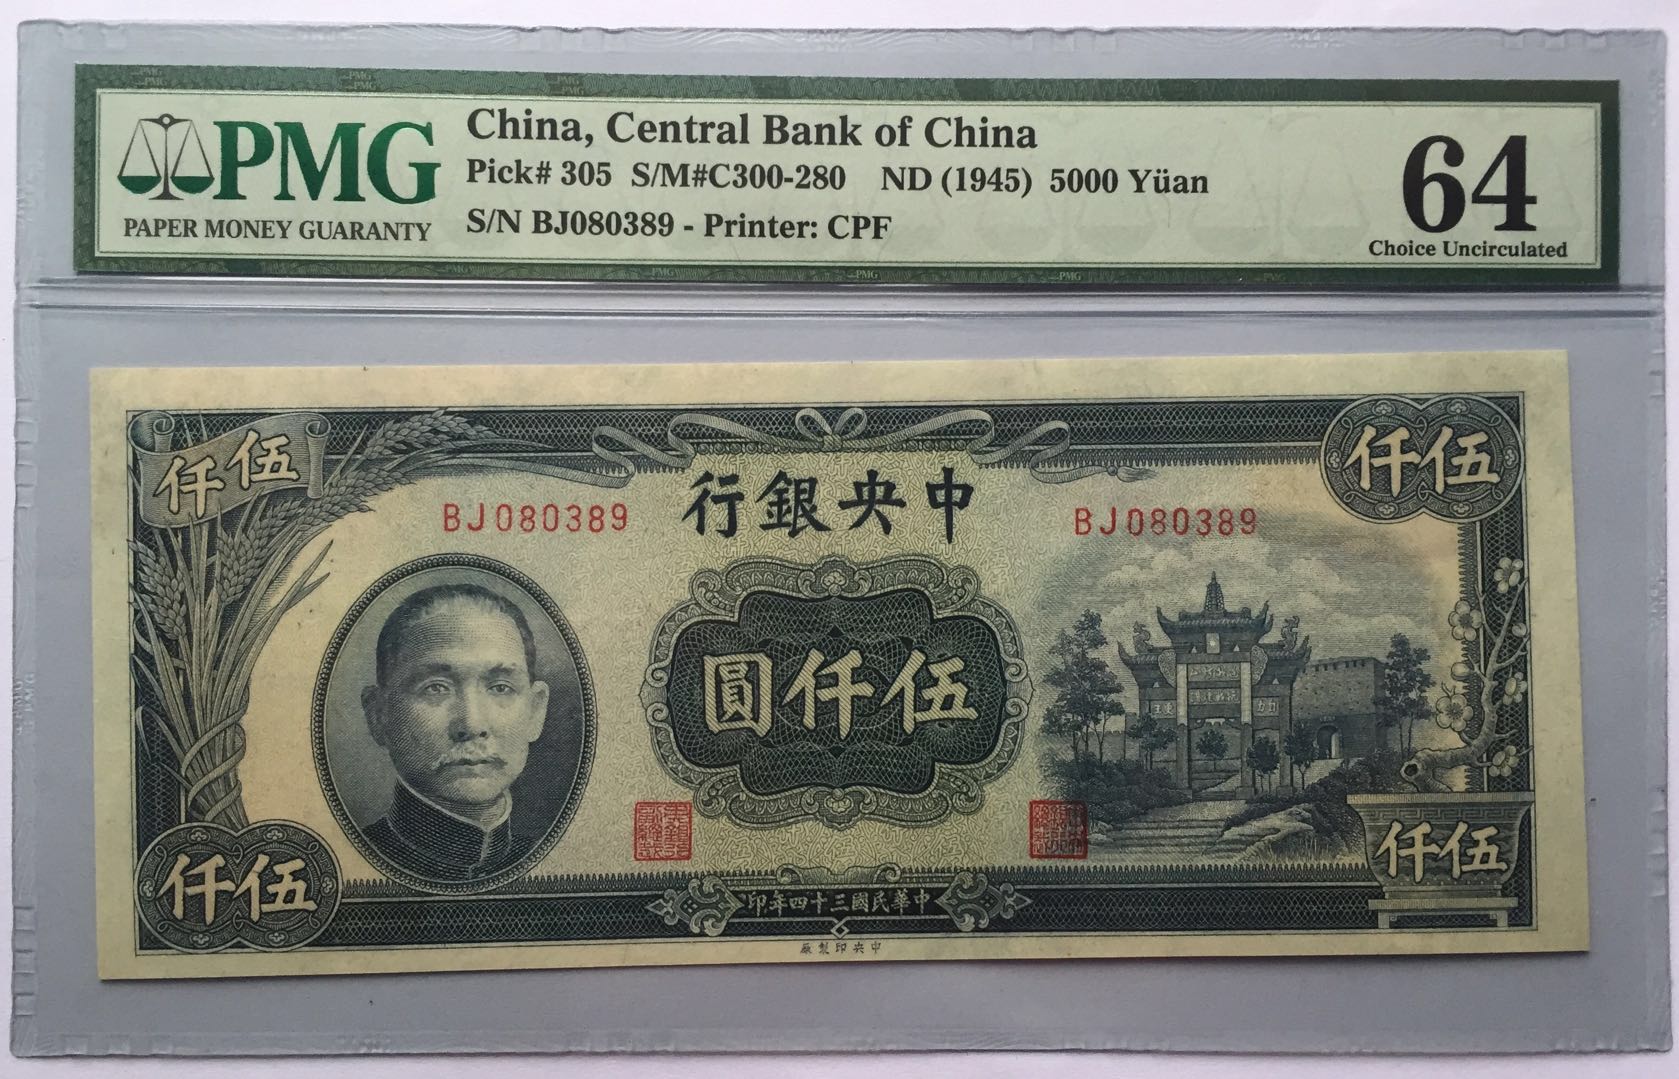 PMG
PAPER MONEY GUARANTY
China, Central Bank of China
Pick# 305 S/M#C300-280 ND (1945) 5000 Yüan
S/N BJ080389 - Printer: CPF
64
Choice Uncirculated
仟伍
仟伍
行銀央中
BJ080389
BJ080389
圓仟伍
仟伍
仟伍
印年四十三國民華中
廠製印央中